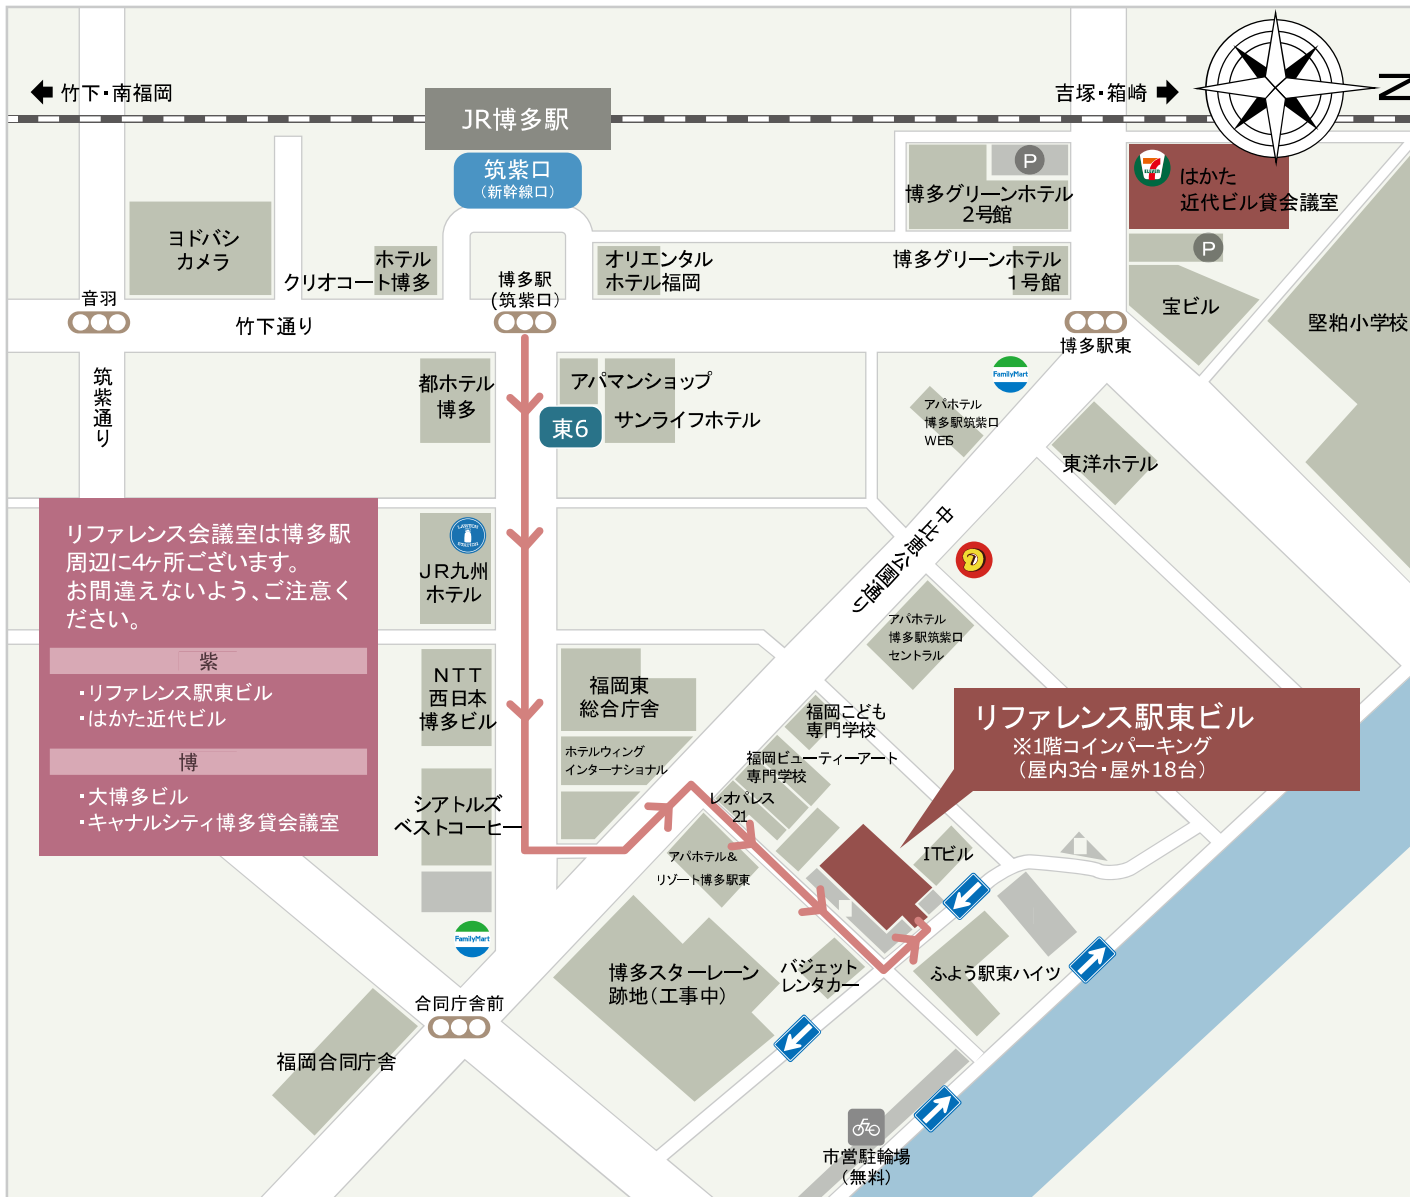 竹下・南福岡
JR博多駅
吉塚・箱崎
N
筑紫口
(新幹線口)
P
博多グリーンホテル
2号館
はかた
近代ビル貸会議室
ヨドバシ
カメラ
ホテル
クリオコート博多
博多駅
(筑紫口)
オリエンタル
ホテル福岡
博多グリーンホテル
1号館
P
音羽
竹下通り
宝ビル
堅粕小学校
博多駅東
筑紫通り
都ホテル
博多
アパマンショップ
サンライフホテル
東6
FamilyMart
アパホテル
博多駅筑紫口
WEIS
東洋ホテル
リファレンス会議室は博多駅
周辺に4ヶ所ございます。
お間違えないよう、ご注意く
ださい。
紫
・リファレンス駅東ビル
・はかた近代ビル
博
・大博多ビル
・キャナルシティ博多貸会議室
LAWSON
STATION
JR九州
ホテル
中比恵公園通り
アパホテル
博多駅筑紫口
セントラル
NTT
西日本
博多ビル
福岡東
総合庁舎
ホテルウィング
インターナショナル
福岡こども
専門学校
福岡ビューティーアート
専門学校
レオパレス
21
リファレンス駅東ビル
※1階コインパーキング
(屋内3台・屋外18台)
シアトルズ
ベストコーヒー
アパホテル&
リゾート博多駅東
ITビル
FamilyMart
博多スターレーン
跡地(工事中)
バジェット
レンタカー
ふよう駅東ハイツ
合同庁舎前
福岡合同庁舎
市営駐輪場
(無料)